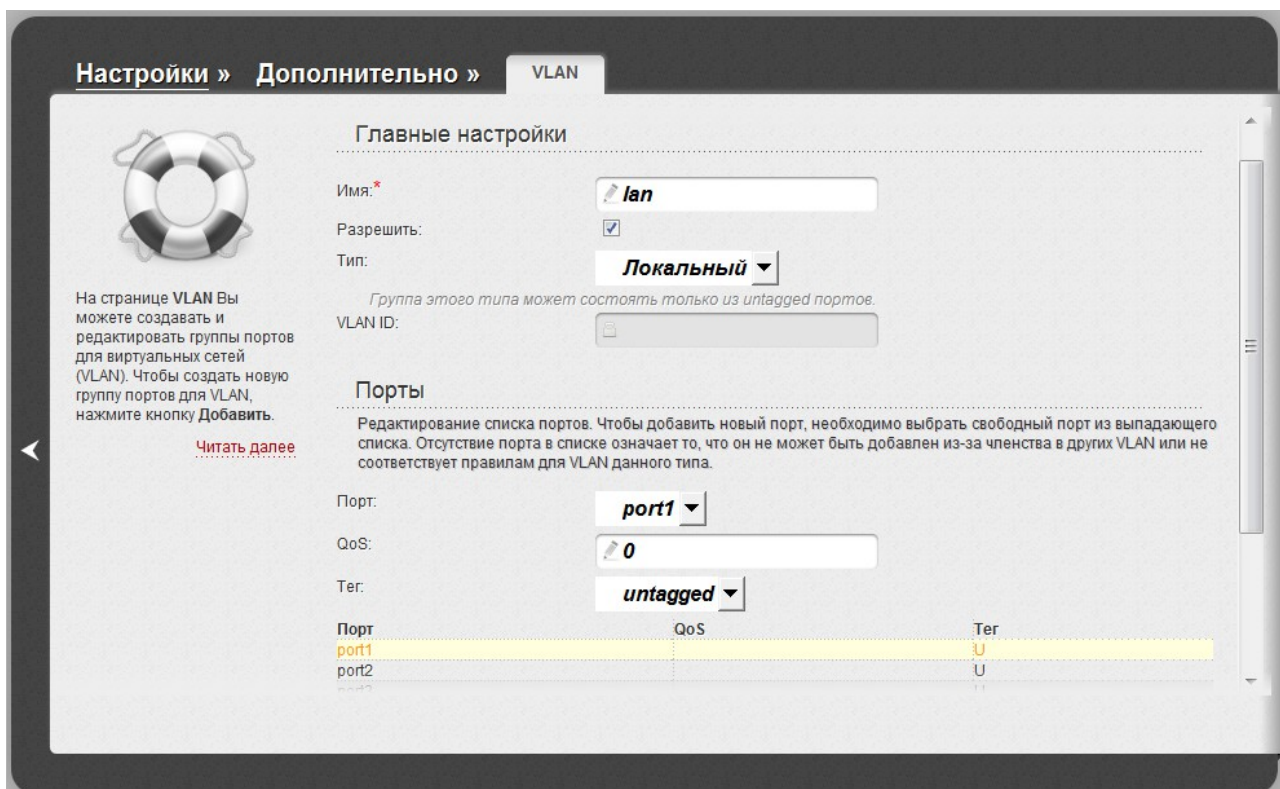 Настройки » Дополнительно » VLAN
Главные настройки
Имя:* lan
Разрешить:
Тип: Локальный
Группа этого типа может состоять только из untagged портов.
VLAN ID:
На странице VLAN Вы
можете создавать и
редактировать группы портов
для виртуальных сетей
(VLAN). Чтобы создать новую
группу портов для VLAN,
нажмите кнопку Добавить.
Читать далее
Порты
Редактирование списка портов. Чтобы добавить новый порт, необходимо выбрать свободный порт из выпадающего
списка. Отсутствие порта в списке означает то, что он не может быть добавлен из-за членства в других VLAN или не
соответствует правилам для VLAN данного типа.
Порт: port1
QoS: 0
Тег: untagged
Порт QoS Тег
port1 U
port2 U